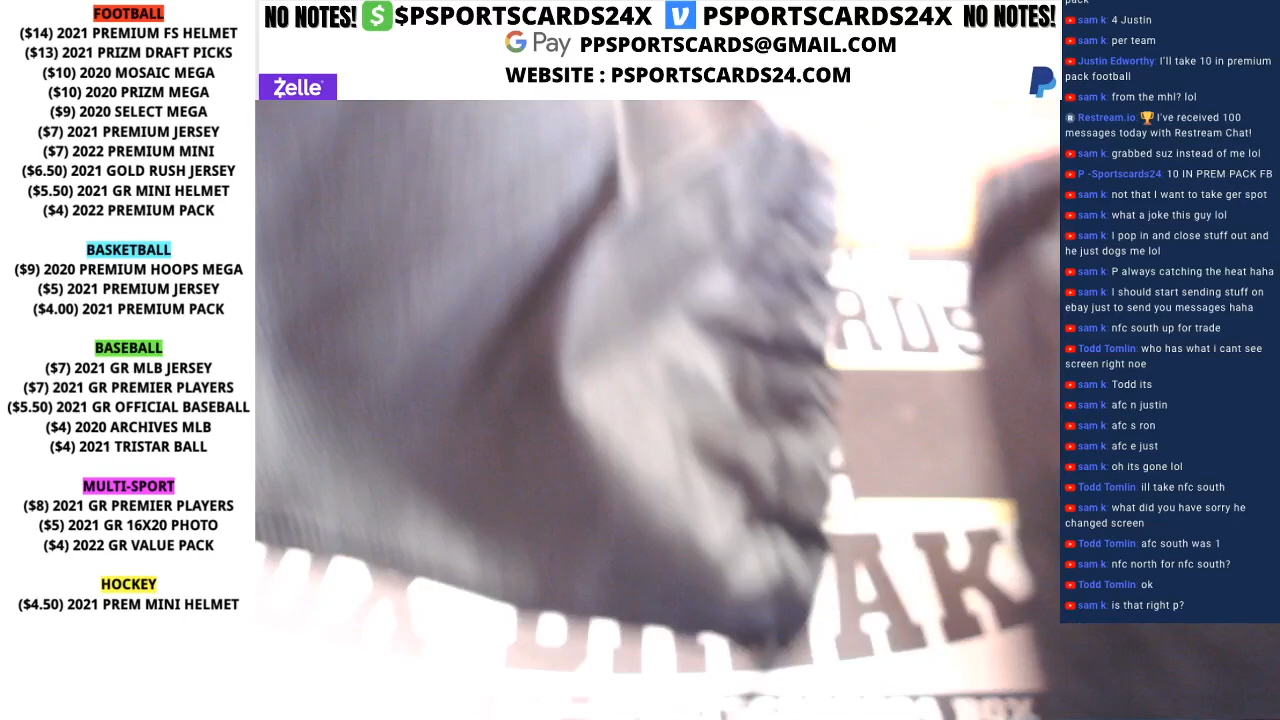 FOOTBALL
($14) 2021 PREMIUM FS HELMET
($13) 2021 PRIZM DRAFT PICKS
($10) 2020 MOSAIC MEGA
($10) 2020 PRIZM MEGA
($9) 2020 SELECT MEGA
($7) 2021 PREMIUM JERSEY
($7) 2022 PREMIUM MINI
($6.50) 2021 GOLD RUSH JERSEY
($5.50) 2021 GR MINI HELMET
($4) 2022 PREMIUM PACK
BASKETBALL
($9) 2020 PREMIUM HOOPS MEGA
($5) 2021 PREMIUM JERSEY
($4.00) 2021 PREMIUM PACK
BASEBALL
($7) 2021 GR MLB JERSEY
($7) 2021 GR PREMIER PLAYERS
($5.50) 2021 GR OFFICIAL BASEBALL
($4) 2020 ARCHIVES MLB
($4) 2021 TRISTAR BALL
MULTI-SPORT
($8) 2021 GR PREMIER PLAYERS
($5) 2021 GR 16X20 PHOTO
($4) 2022 GR VALUE PACK
HOCKEY
($4.50) 2021 PREM MINI HELMET
NO NOTES! $ $PSPORTSCARDS24X V PSPORTSCARDS24X NO NOTES!
G Pay PPSPORTSCARDS@GMAIL.COM
WEBSITE : PSPORTSCARDS24.COM
Zelle
pack
sam k: 4 Justin
sam k: per team
Justin Edworthy: I'll take 10 in premium
pack football
sam k: from the mhl? lol
Restream.io: 🏆 I've received 100
messages today with Restream Chat!
sam k: grabbed suz instead of me lol
P -Sportscards24: 10 IN PREM PACK FB
sam k: not that I want to take ger spot
sam k: what a joke this guy lol
sam k: I pop in and close stuff out and
he just dogs me lol
sam k: P always catching the heat haha
sam k: I should start sending stuff on
ebay just to send you messages haha
sam k: nfc south up for trade
Todd Tomlin: who has what i cant see
screen right noe
sam k: Todd its
sam k: afc n justin
sam k: afc s ron
sam k: afc e just
sam k: oh its gone lol
Todd Tomlin: ill take nfc south
sam k: what did you have sorry he
changed screen
Todd Tomlin: afc south was 1
sam k: nfc north for nfc south?
Todd Tomlin: ok
sam k: is that right p?